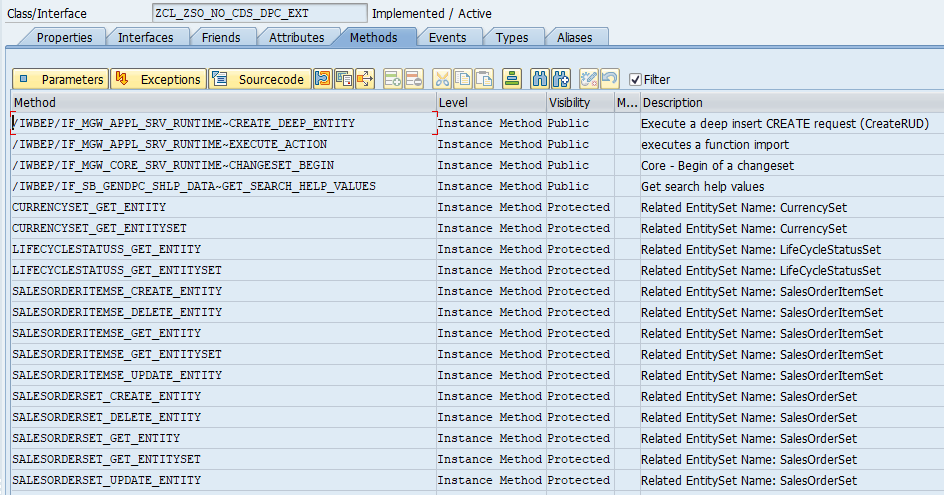 Class/Interface ZCL_ZSO_NO_CDS_DPC_EXT Implemented / Active
Properties Interfaces Friends Attributes Methods Events Types Aliases
Parameters Exceptions Sourcecode Filter
Method Level Visibility M... Description
/IWBEP/IF_MGW_APPL_SRV_RUNTIME~CREATE_DEEP_ENTITY Instance Method Public Execute a deep insert CREATE request (CreateRUD)
/IWBEP/IF_MGW_APPL_SRV_RUNTIME~EXECUTE_ACTION Instance Method Public executes a function import
/IWBEP/IF_MGW_CORE_SRV_RUNTIME~CHANGESET_BEGIN Instance Method Public Core - Begin of a changeset
/IWBEP/IF_SB_GENDPC_SHLP_DATA~GET_SEARCH_HELP_VALUES Instance Method Public Get search help values
CURRENCYSET_GET_ENTITY Instance Method Protected Related EntitySet Name: CurrencySet
CURRENCYSET_GET_ENTITYSET Instance Method Protected Related EntitySet Name: CurrencySet
LIFECYCLESTATUSS_GET_ENTITY Instance Method Protected Related EntitySet Name: LifeCycleStatusSet
LIFECYCLESTATUSS_GET_ENTITYSET Instance Method Protected Related EntitySet Name: LifeCycleStatusSet
SALESORDERITEMSE_CREATE_ENTITY Instance Method Protected Related EntitySet Name: SalesOrderItemSet
SALESORDERITEMSE_DELETE_ENTITY Instance Method Protected Related EntitySet Name: SalesOrderItemSet
SALESORDERITEMSE_GET_ENTITY Instance Method Protected Related EntitySet Name: SalesOrderItemSet
SALESORDERITEMSE_GET_ENTITYSET Instance Method Protected Related EntitySet Name: SalesOrderItemSet
SALESORDERITEMSE_UPDATE_ENTITY Instance Method Protected Related EntitySet Name: SalesOrderItemSet
SALESORDERSET_CREATE_ENTITY Instance Method Protected Related EntitySet Name: SalesOrderSet
SALESORDERSET_DELETE_ENTITY Instance Method Protected Related EntitySet Name: SalesOrderSet
SALESORDERSET_GET_ENTITY Instance Method Protected Related EntitySet Name: SalesOrderSet
SALESORDERSET_GET_ENTITYSET Instance Method Protected Related EntitySet Name: SalesOrderSet
SALESORDERSET_UPDATE_ENTITY Instance Method Protected Related EntitySet Name: SalesOrderSet